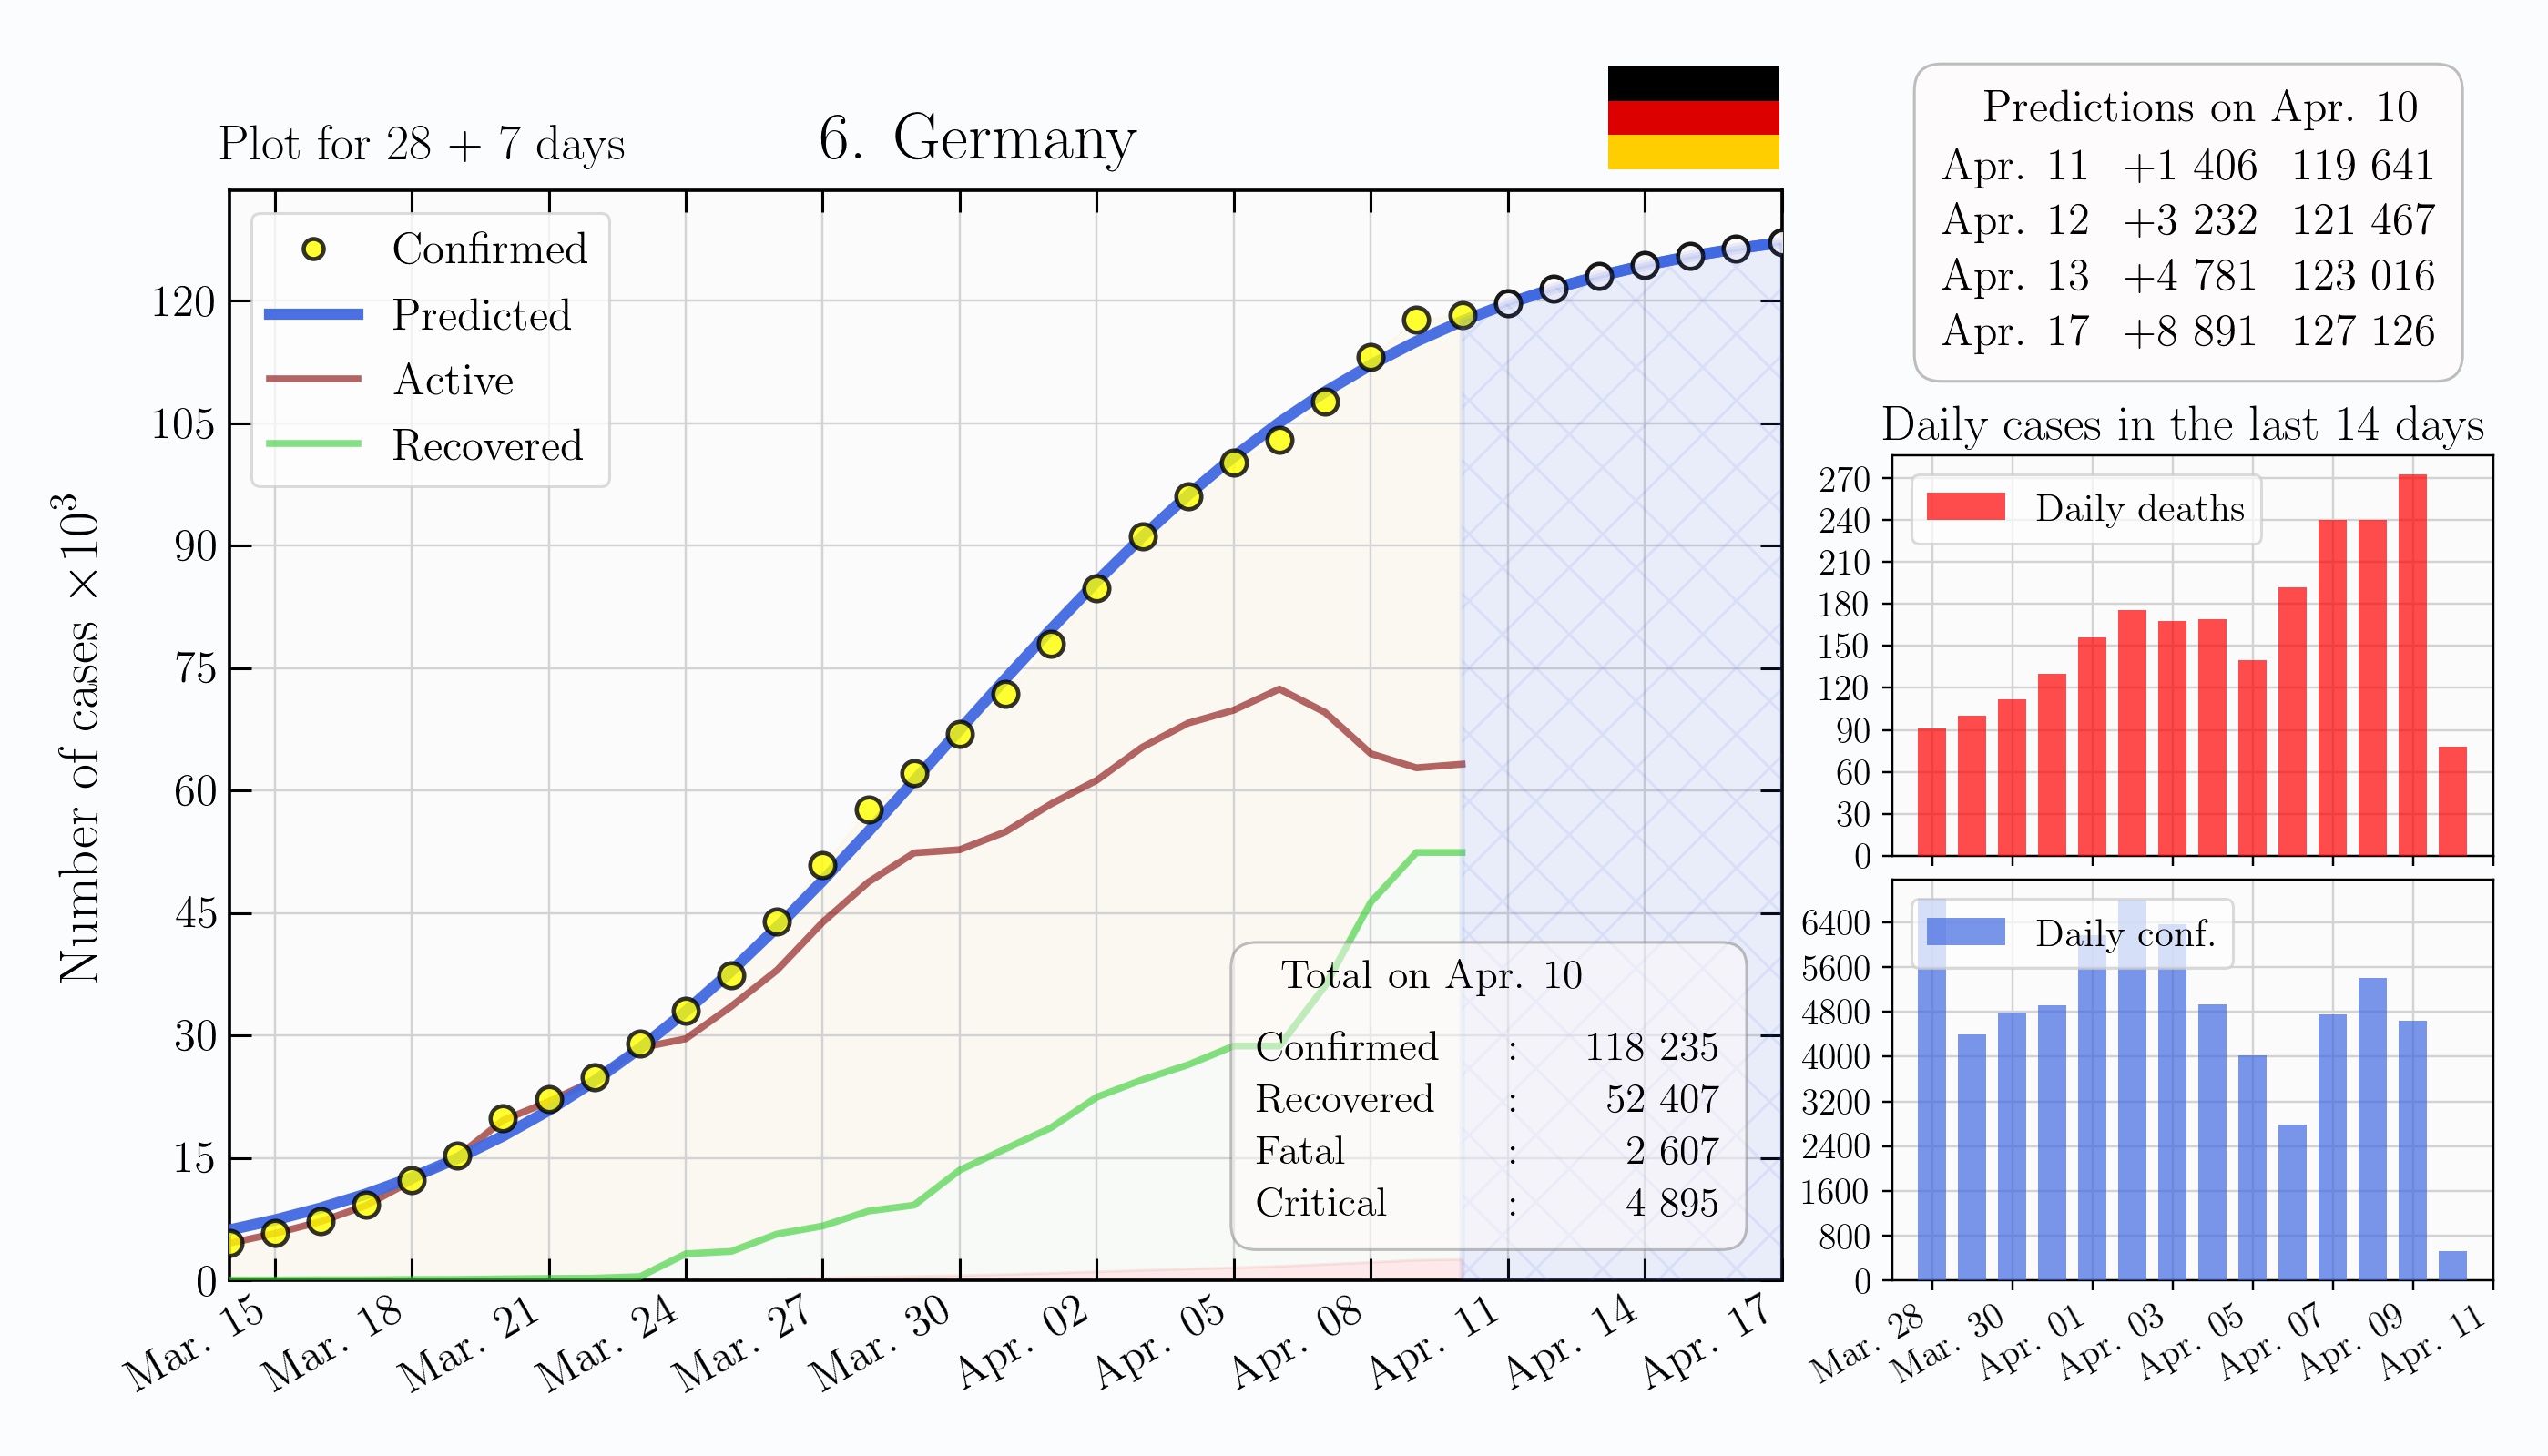 Plot for 28 + 7 days
6. Germany
Number of cases ×10³
120
105
90
75
60
45
30
15
0
Confirmed
Predicted
Active
Recovered
Total on Apr. 10
Confirmed : 118 235
Recovered : 52 407
Fatal : 2 607
Critical : 4 895
Mar. 15
Mar. 18
Mar. 21
Mar. 24
Mar. 27
Mar. 30
Apr. 02
Apr. 05
Apr. 08
Apr. 11
Apr. 14
Apr. 17
Predictions on Apr. 10
Apr. 11 +1 406 119 641
Apr. 12 +3 232 121 467
Apr. 13 +4 781 123 016
Apr. 17 +8 891 127 126
Daily cases in the last 14 days
270
240
210
180
150
120
90
60
30
0
Daily deaths
6400
5600
4800
4000
3200
2400
1600
800
0
Daily conf.
Mar. 28
Mar. 30
Apr. 01
Apr. 03
Apr. 05
Apr. 07
Apr. 09
Apr. 11